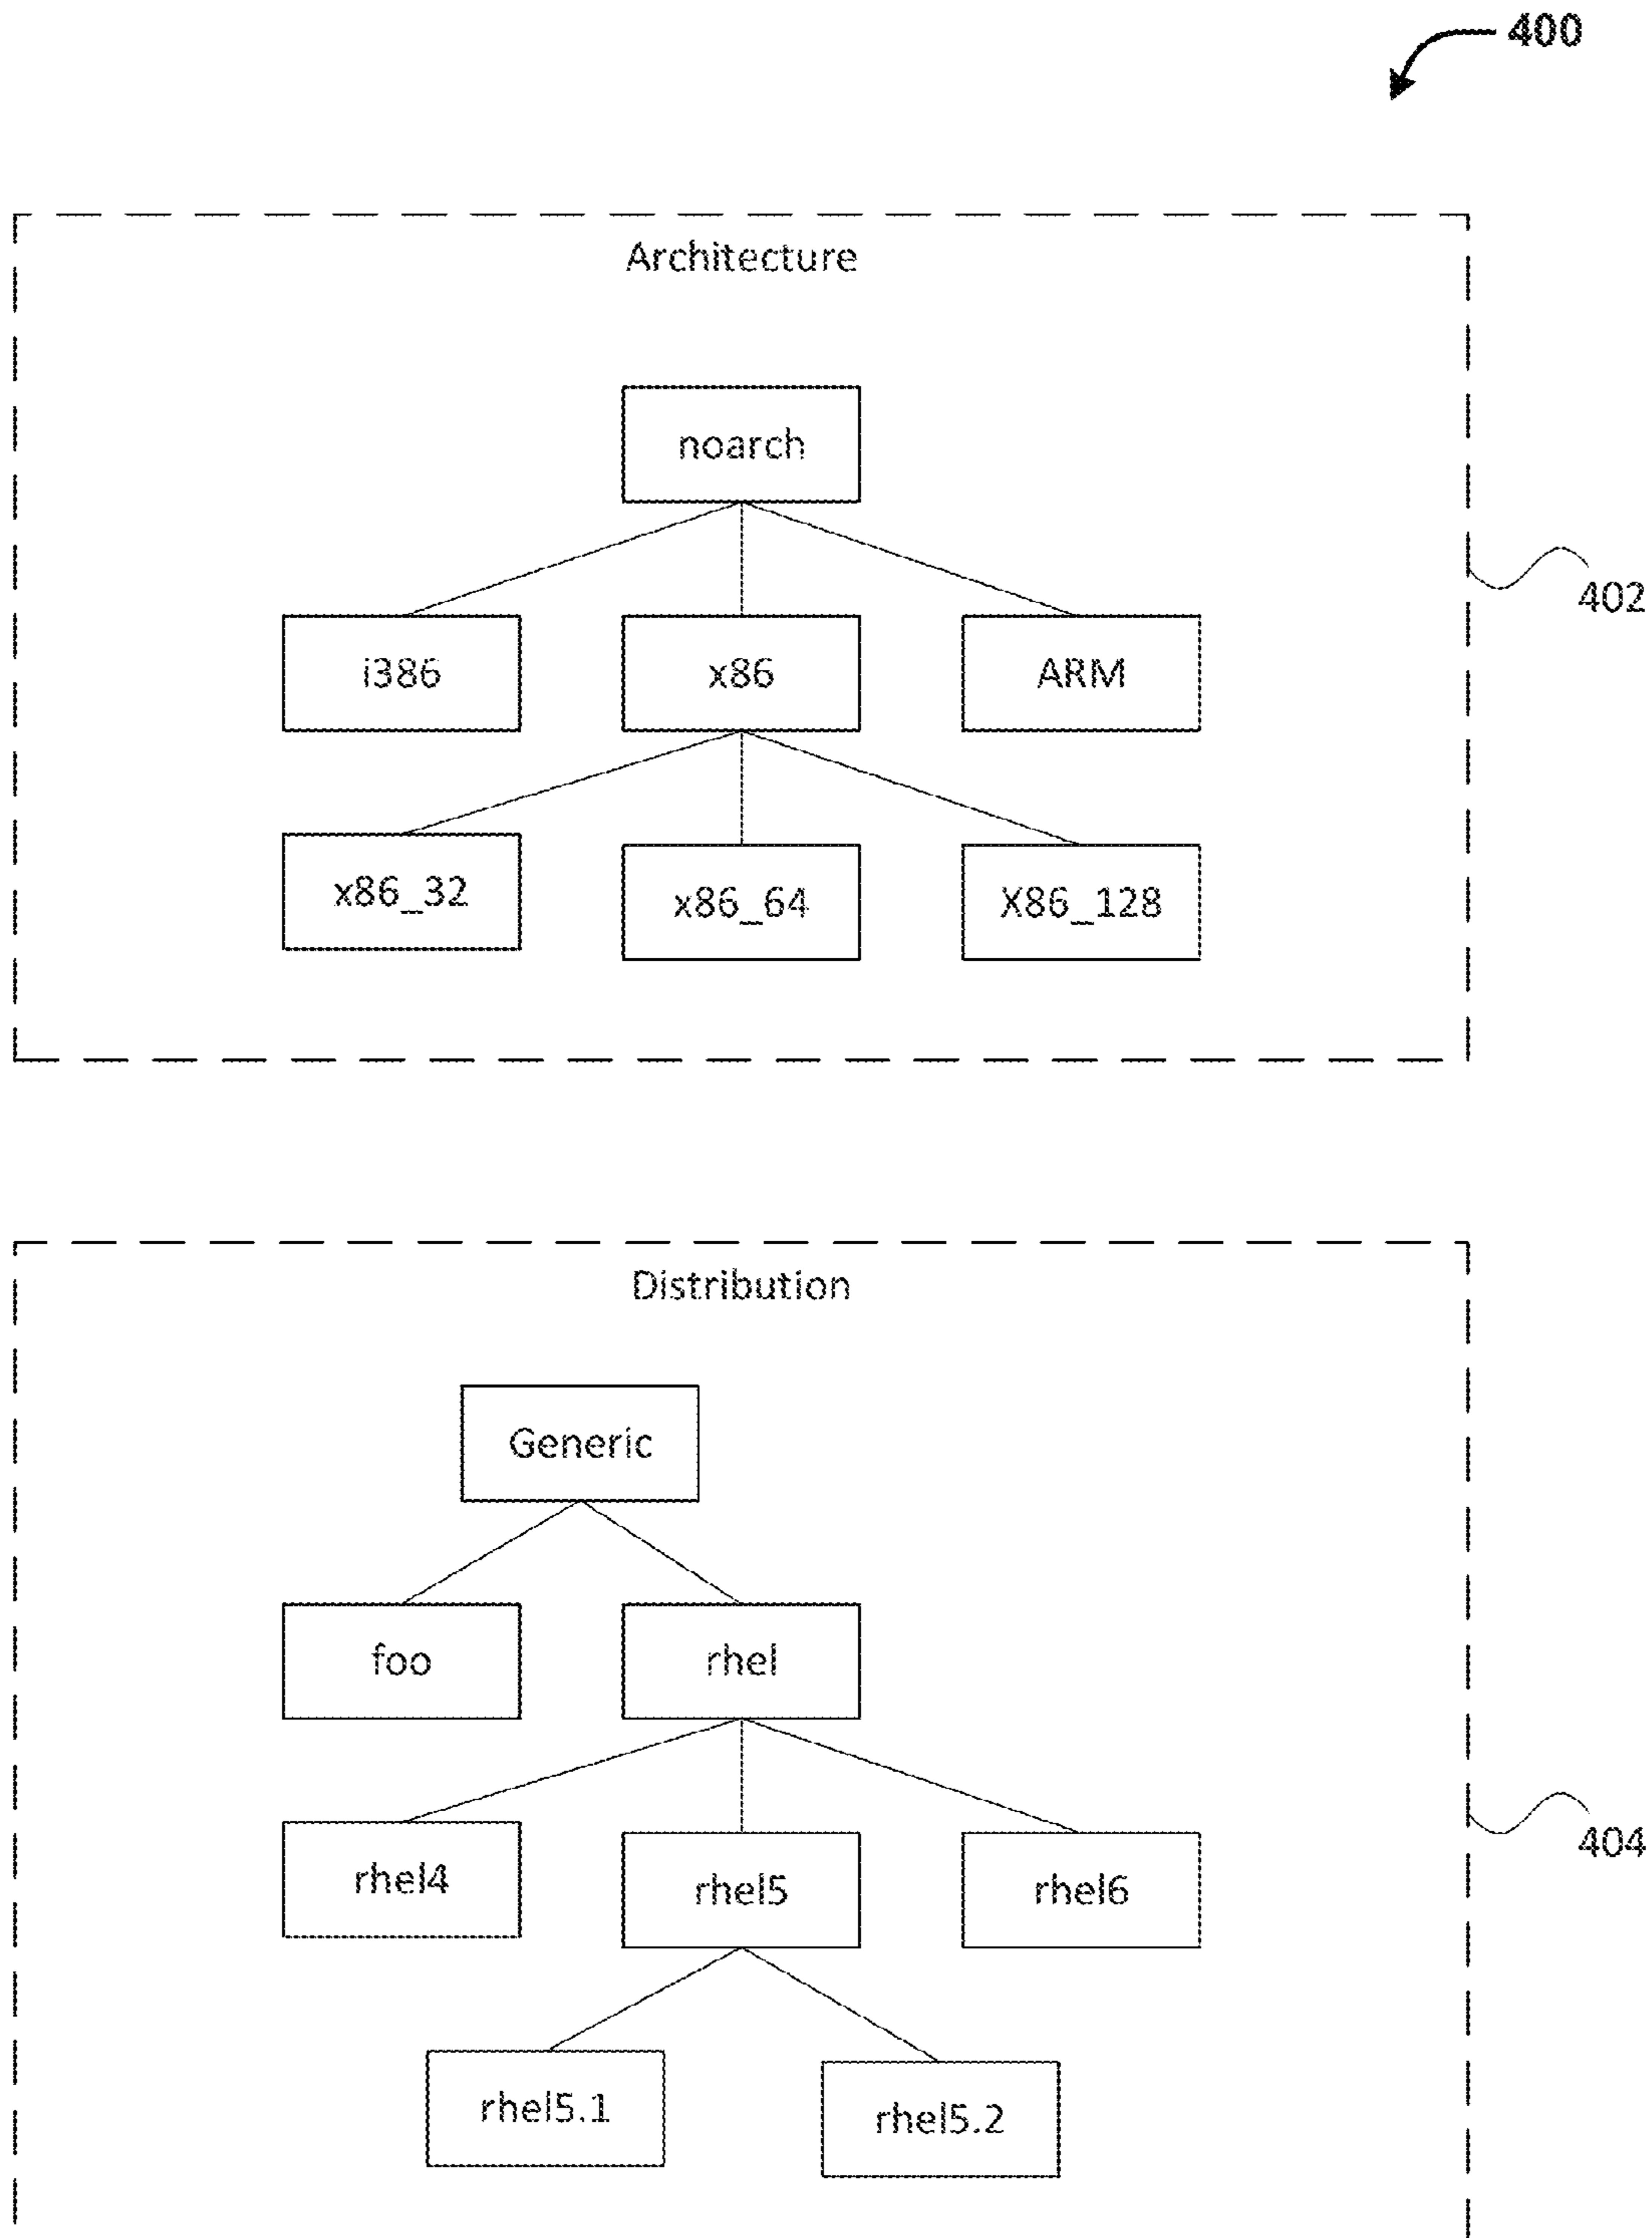 400
Architecture
noarch
402
i386 x86 ARM
x86_32 x86_64 X86_128
Distribution
Generic
foo rhel
404
rhel4 rhel5 rhel6
rhel5.1 rhel5.2